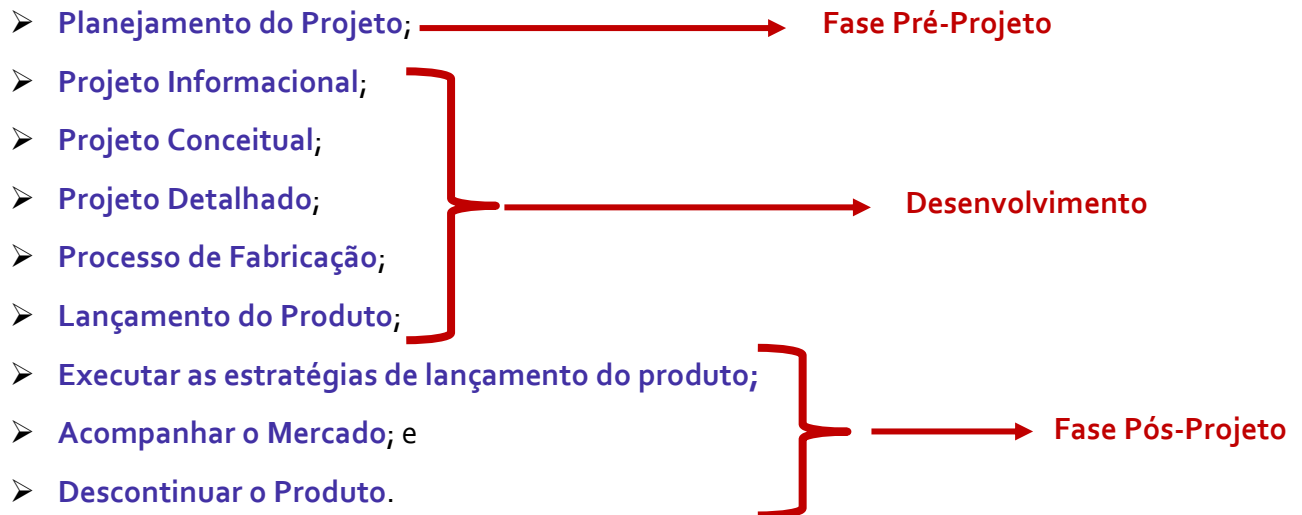 ➢ Planejamento do Projeto; Fase Pré-Projeto
➢ Projeto Informacional;
➢ Projeto Conceitual;
➢ Projeto Detalhado; Desenvolvimento
➢ Processo de Fabricação;
➢ Lançamento do Produto;
➢ Executar as estratégias de lançamento do produto;
➢ Acompanhar o Mercado; e Fase Pós-Projeto
➢ Descontinuar o Produto.